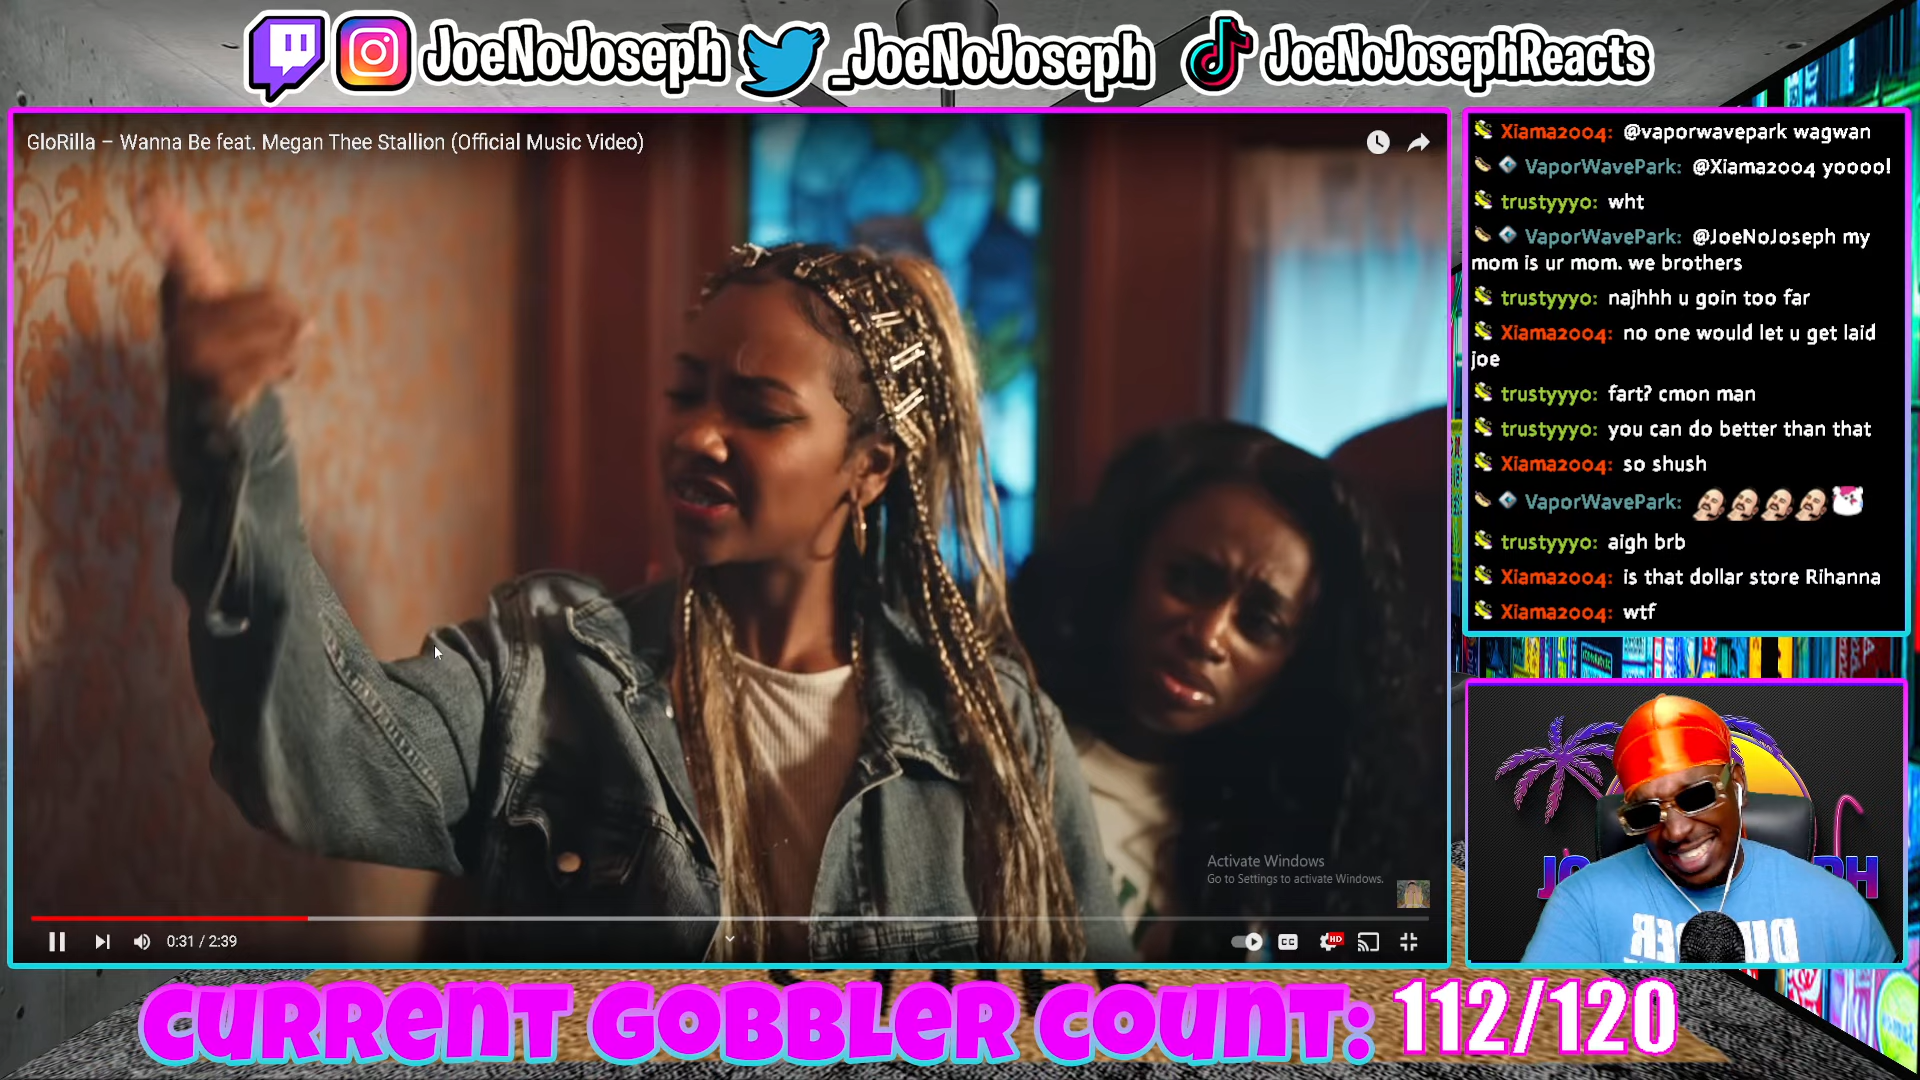 JoeNoJoseph
_JoeNoJoseph
JoeNoJosephReacts
GloRilla – Wanna Be feat. Megan Thee Stallion (Official Music Video)
Xiama2004: @vaporwavepark wagwan
VaporWavePark: @Xiama2004 yoooo!
trustyyyo: wht
VaporWavePark: @JoeNoJoseph my
mom is ur mom. we brothers
trustyyyo: najhhh u goin too far
Xiama2004: no one would let u get laid
joe
trustyyyo: fart? cmon man
trustyyyo: you can do better than that
Xiama2004: so shush
VaporWavePark:
trustyyyo: aigh brb
Xiama2004: is that dollar store Rihanna
Xiama2004: wtf
Activate Windows
Go to Settings to activate Windows.
0:31 / 2:39
CC
HD
CURRENT GOBBLER COUNT: 112/120